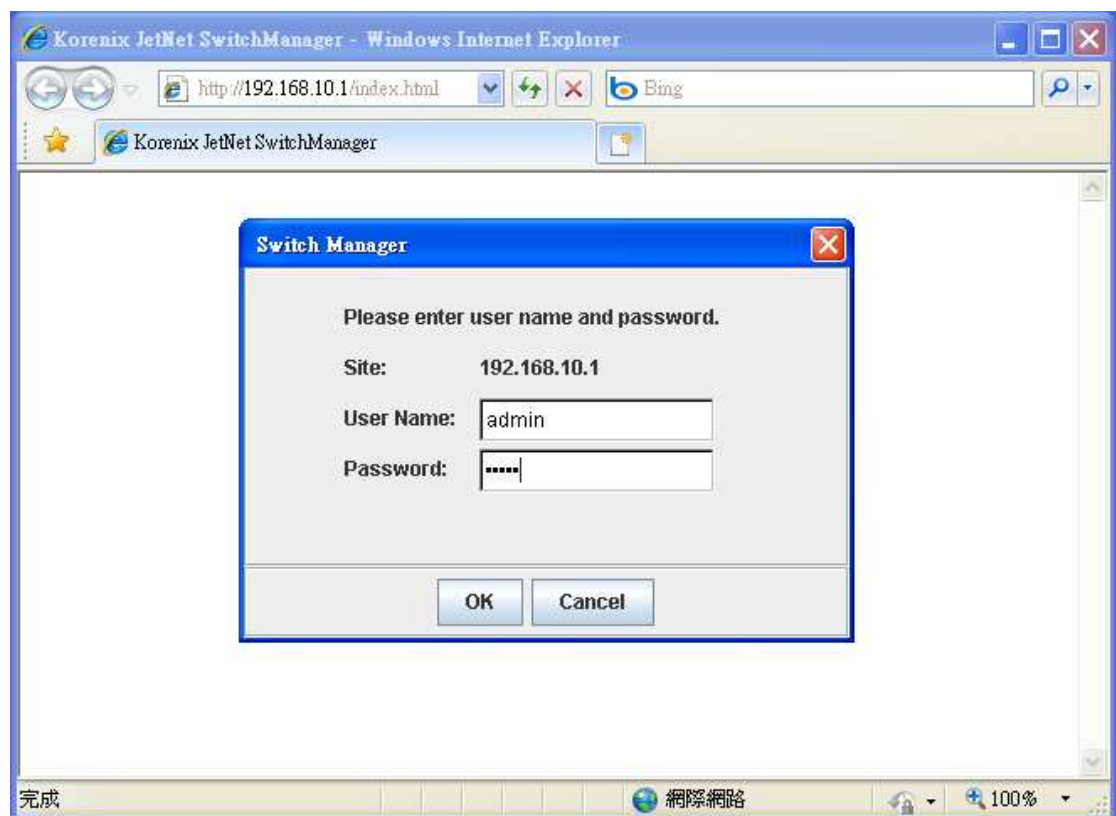 Korenix JetNet SwitchManager - Windows Internet Explorer
http://192.168.10.1/index.html
Bing
Korenix JetNet SwitchManager
Switch Manager
Please enter user name and password.
Site: 192.168.10.1
User Name: admin
Password: •••••
OK Cancel
完成 網際網路 100%